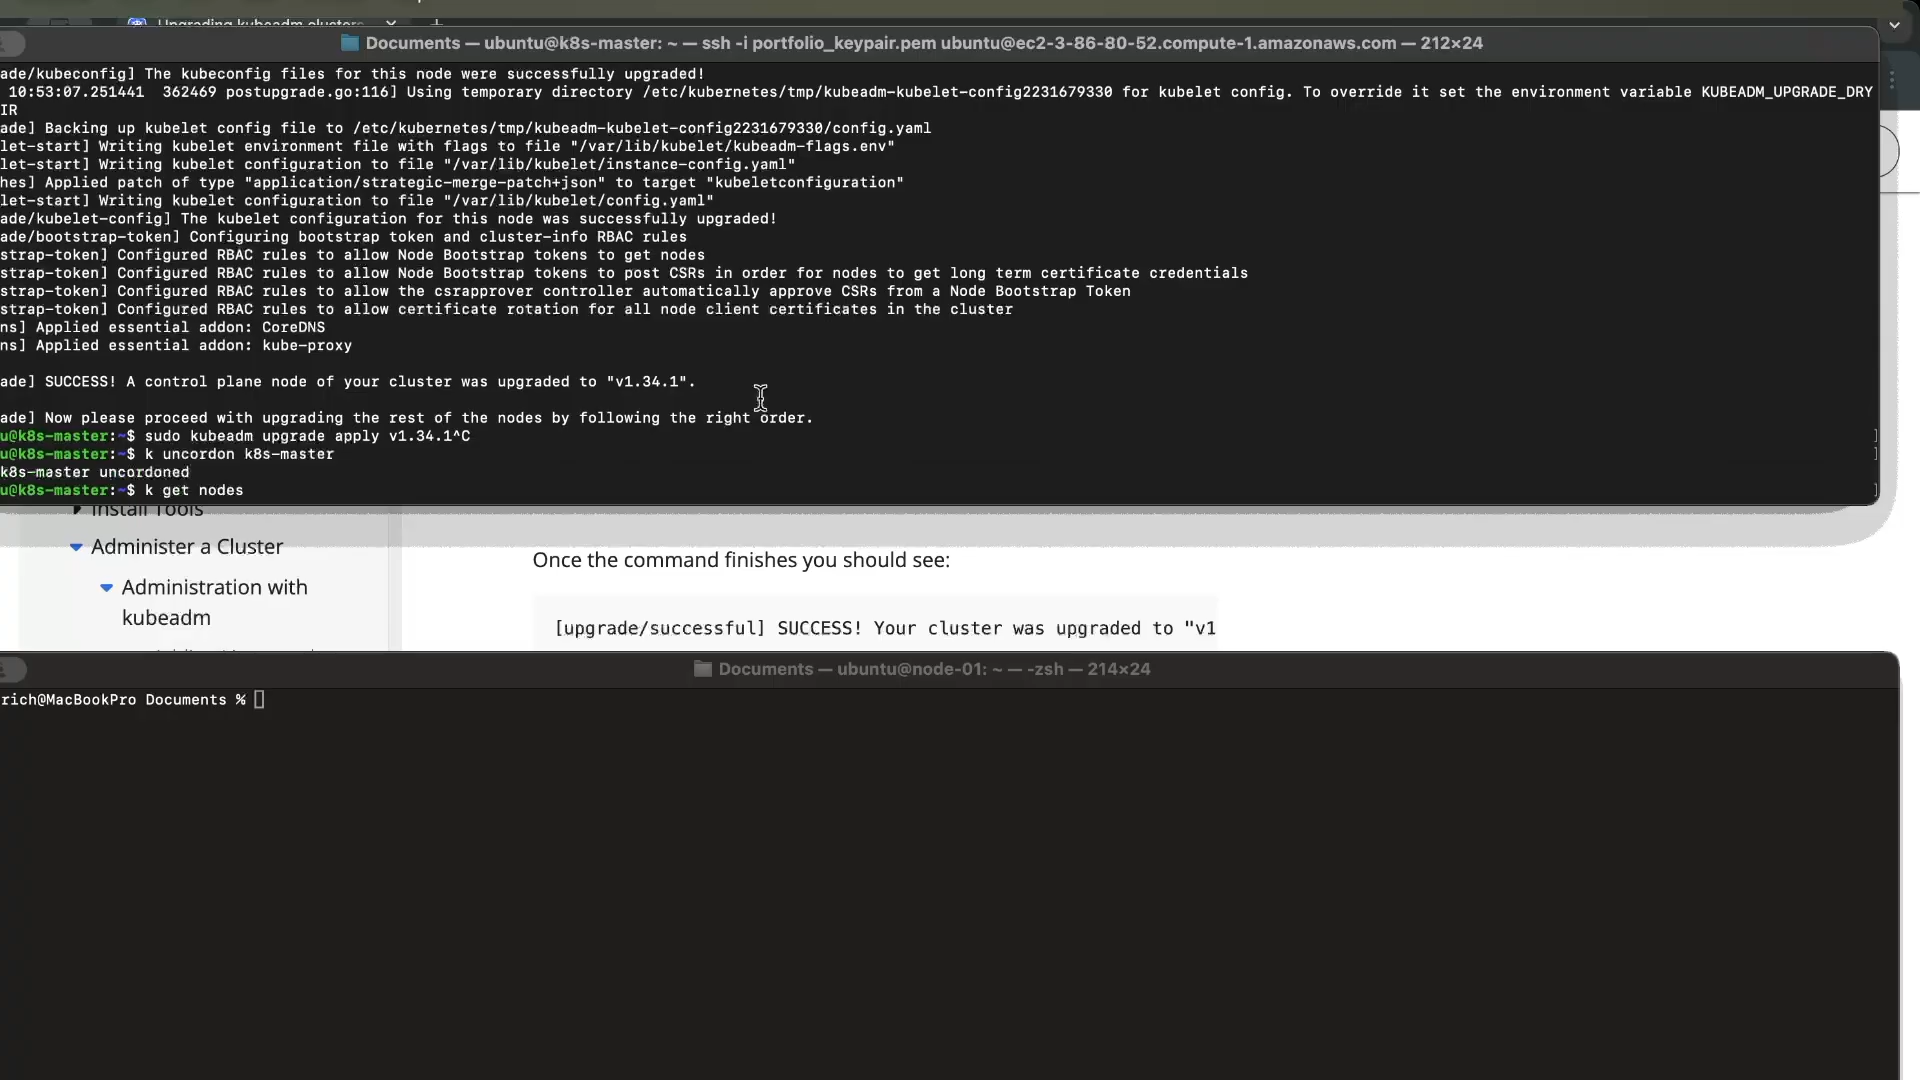 Upgrading kubeadm clusters
Documents — ubuntu@k8s-master: ~ — ssh -i portfolio_keypair.pem ubuntu@ec2-3-86-80-52.compute-1.amazonaws.com — 212×24
ade/kubeconfig] The kubeconfig files for this node were successfully upgraded!
10:53:07.251441  362469 postupgrade.go:116] Using temporary directory /etc/kubernetes/tmp/kubeadm-kubelet-config2231679330 for kubelet config. To override it set the environment variable KUBEADM_UPGRADE_DRY
IR
ade] Backing up kubelet config file to /etc/kubernetes/tmp/kubeadm-kubelet-config2231679330/config.yaml
let-start] Writing kubelet environment file with flags to file "/var/lib/kubelet/kubeadm-flags.env"
let-start] Writing kubelet configuration to file "/var/lib/kubelet/instance-config.yaml"
hes] Applied patch of type "application/strategic-merge-patch+json" to target "kubeletconfiguration"
let-start] Writing kubelet configuration to file "/var/lib/kubelet/config.yaml"
ade/kubelet-config] The kubelet configuration for this node was successfully upgraded!
ade/bootstrap-token] Configuring bootstrap token and cluster-info RBAC rules
strap-token] Configured RBAC rules to allow Node Bootstrap tokens to get nodes
strap-token] Configured RBAC rules to allow Node Bootstrap tokens to post CSRs in order for nodes to get long term certificate credentials
strap-token] Configured RBAC rules to allow the csrapprover controller automatically approve CSRs from a Node Bootstrap Token
strap-token] Configured RBAC rules to allow certificate rotation for all node client certificates in the cluster
ns] Applied essential addon: CoreDNS
ns] Applied essential addon: kube-proxy
ade] SUCCESS! A control plane node of your cluster was upgraded to "v1.34.1".
ade] Now please proceed with upgrading the rest of the nodes by following the right order.
u@k8s-master:~$ sudo kubeadm upgrade apply v1.34.1^C
u@k8s-master:~$ k uncordon k8s-master
k8s-master uncordoned
u@k8s-master:~$ k get nodes
Install Tools
Administer a Cluster
Administration with
kubeadm
Once the command finishes you should see:
[upgrade/successful] SUCCESS! Your cluster was upgraded to "v1
Documents — ubuntu@node-01: ~ — -zsh — 214×24
rich@MacBookPro Documents %